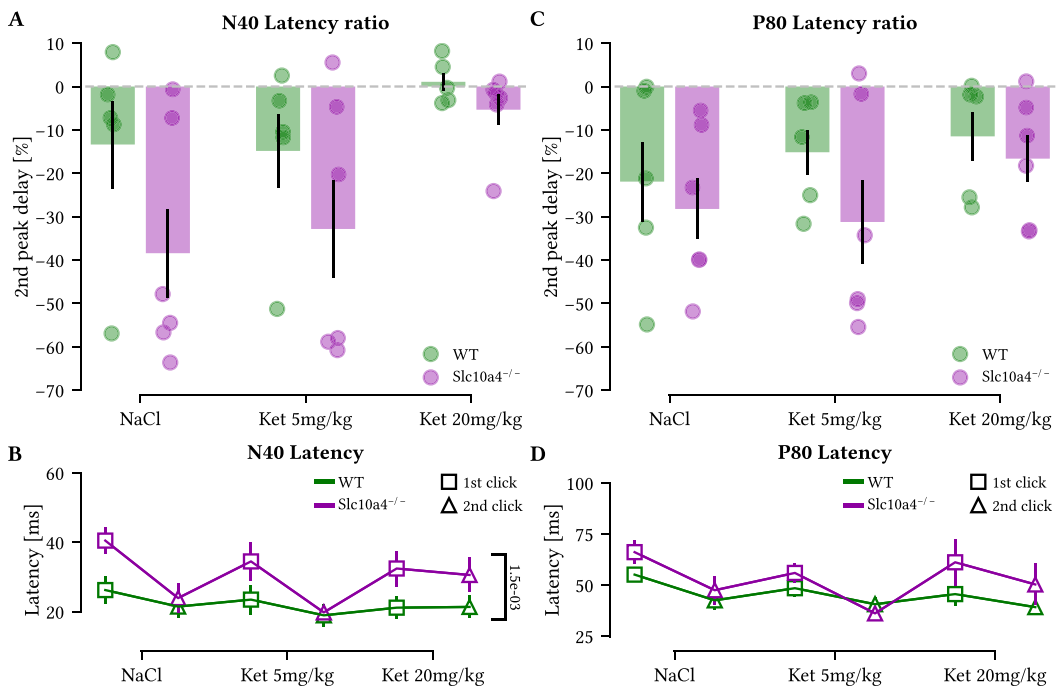 A
N40 Latency ratio
2nd peak delay [%]
10
0
−10
−20
−30
−40
−50
−60
−70
WT
Slc10a4⁻/⁻
NaCl
Ket 5mg/kg
Ket 20mg/kg
C
P80 Latency ratio
2nd peak delay [%]
10
0
−10
−20
−30
−40
−50
−60
−70
WT
Slc10a4⁻/⁻
NaCl
Ket 5mg/kg
Ket 20mg/kg
B
N40 Latency
Latency [ms]
60
40
20
WT
Slc10a4⁻/⁻
1st click
2nd click
1.5e-03
NaCl
Ket 5mg/kg
Ket 20mg/kg
D
P80 Latency
Latency [ms]
100
75
50
25
WT
Slc10a4⁻/⁻
1st click
2nd click
NaCl
Ket 5mg/kg
Ket 20mg/kg